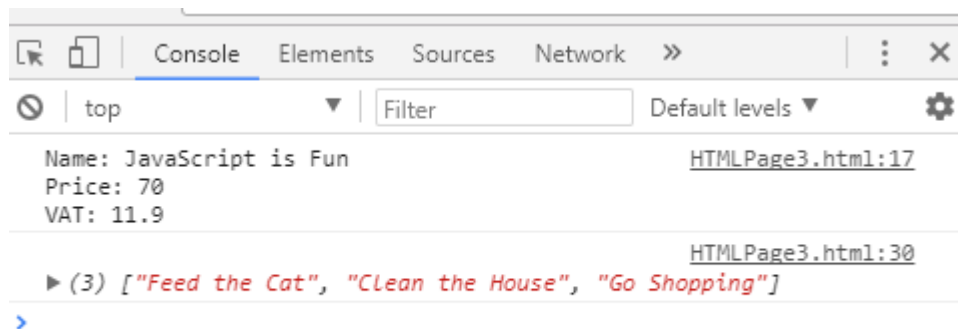 Console Elements Sources Network »
top ▼ Filter Default levels ▼
Name: JavaScript is Fun HTMLPage3.html:17
Price: 70
VAT: 11.9
HTMLPage3.html:30
▶ (3) ["Feed the Cat", "Clean the House", "Go Shopping"]
>